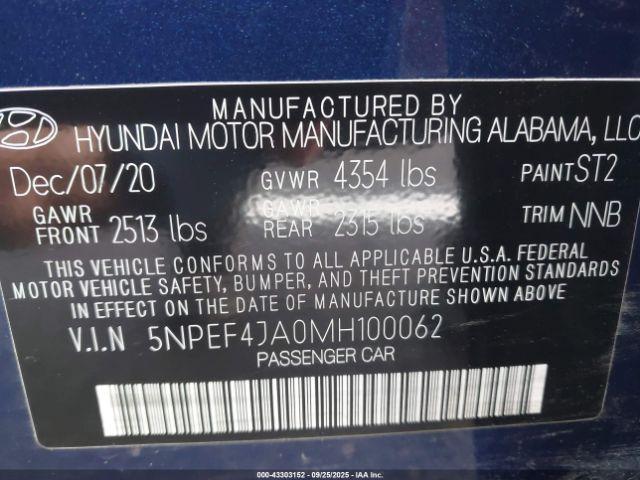 MANUFACTURED BY
HYUNDAI MOTOR MANUFACTURING ALABAMA, LLC
Dec/07/20 GVWR 4354 lbs PAINT ST2
GAWR FRONT 2513 lbs GAWR REAR 2315 lbs TRIM NNB
THIS VEHICLE CONFORMS TO ALL APPLICABLE U.S.A. FEDERAL
MOTOR VEHICLE SAFETY, BUMPER, AND THEFT PREVENTION STANDARDS
IN EFFECT ON THE DATE OF MANUFACTURE SHOWN ABOVE.
V.I.N 5NPEF4JA0MH100062
PASSENGER CAR
000-43303152 | 09/25/2025 | Copyright © IAA, Inc.